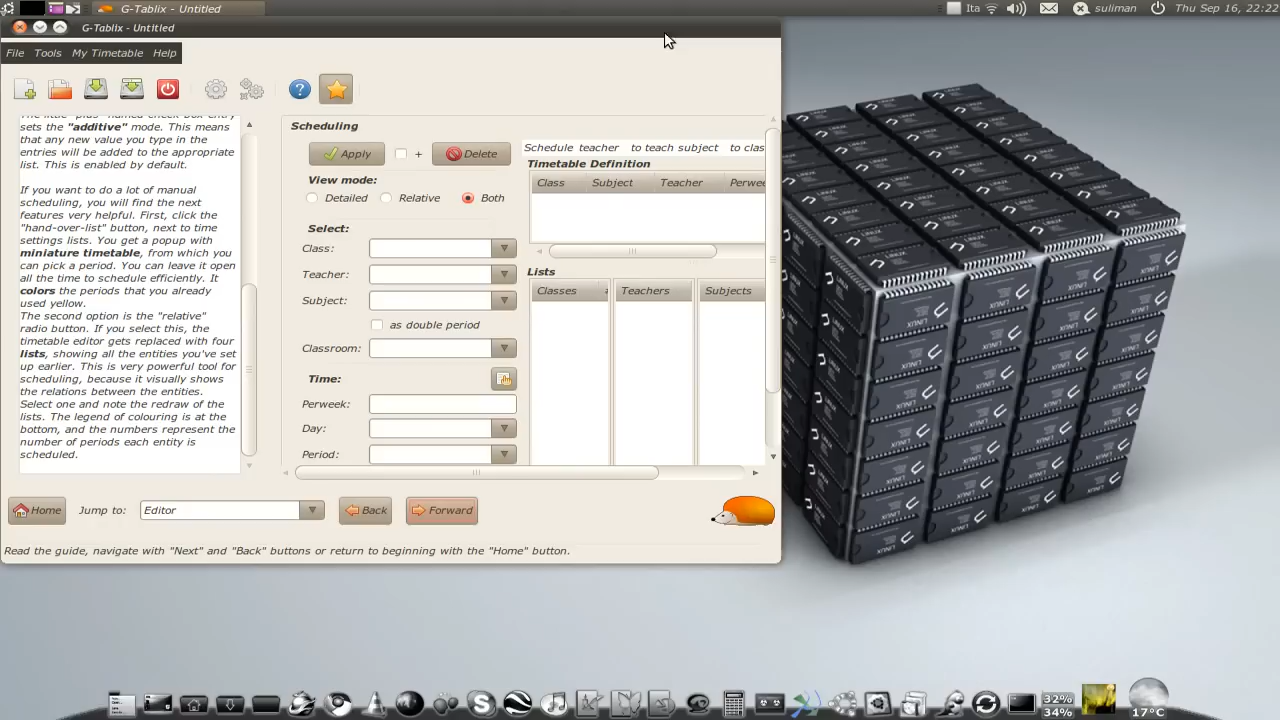 G-Tablix - Untitled
Ita
suliman
Thu Sep 16, 22:22
G-Tablix - Untitled
File Tools My Timetable Help
sets the "additive" mode. This means
that any new value you type in the
entries will be added to the appropriate
list. This is enabled by default.
If you want to do a lot of manual
scheduling, you will find the next
features very helpful. First, click the
"hand-over-list" button, next to time
settings lists. You get a popup with
miniature timetable, from which you
can pick a period. You can leave it open
all the time to schedule efficiently. It
colors the periods that you already
used yellow.
The second option is the "relative"
radio button. If you select this, the
timetable editor gets replaced with four
lists, showing all the entities you've set
up earlier. This is very powerful tool for
scheduling, because it visually shows
the relations between the entities.
Select one and note the redraw of the
lists. The legend of colouring is at the
bottom, and the numbers represent the
number of periods each entity is
scheduled.
Scheduling
Apply + Delete
View mode:
Detailed Relative Both
Select:
Class:
Teacher:
Subject:
as double period
Classroom:
Time:
Perweek:
Day:
Period:
Schedule teacher to teach subject to clas
Timetable Definition
Class Subject Teacher Perwee
Lists
Classes Teachers Subjects
Home Jump to: Editor Back Forward
Read the guide, navigate with "Next" and "Back" buttons or return to beginning with the "Home" button.
LINUX
32%
34%
17°C